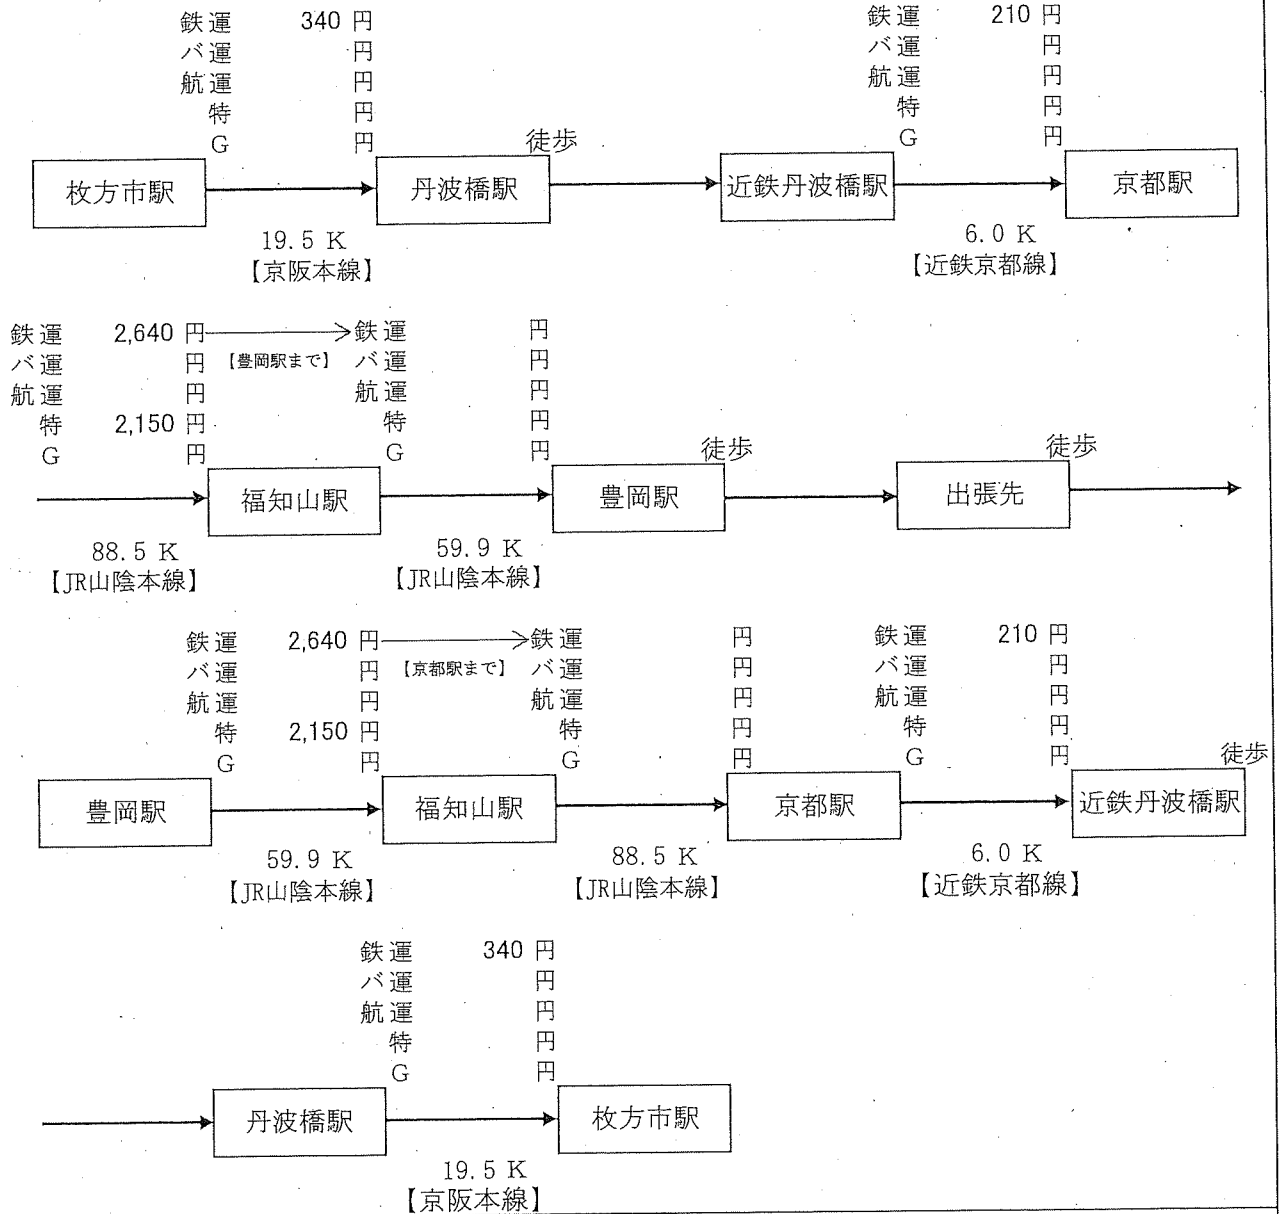 鉄運 340 円 鉄運 210 円
バ運 円 バ運 円
航運 円 航運 円
特 円 特 円
G 円 徒歩 G 円
枚方市駅 丹波橋駅 近鉄丹波橋駅 京都駅
19.5 K 6.0 K
【京阪本線】 【近鉄京都線】
鉄運 2,640 円 鉄運 円
バ運 円 【豊岡駅まで】 バ運 円
航運 円 航運 円
特 2,150 円 特 円
G 円 G 円 徒歩 徒歩
福知山駅 豊岡駅 出張先
88.5 K 59.9 K
【JR山陰本線】 【JR山陰本線】
鉄運 2,640 円 鉄運 円 鉄運 210 円
バ運 円 【京都駅まで】 バ運 円 バ運 円
航運 円 航運 円 航運 円
特 2,150 円 特 円 特 円
G 円 G 円 G 円 徒歩
豊岡駅 福知山駅 京都駅 近鉄丹波橋駅
59.9 K 88.5 K 6.0 K
【JR山陰本線】 【JR山陰本線】 【近鉄京都線】
鉄運 340 円
バ運 円
航運 円
特 円
G 円
丹波橋駅 枚方市駅
19.5 K
【京阪本線】